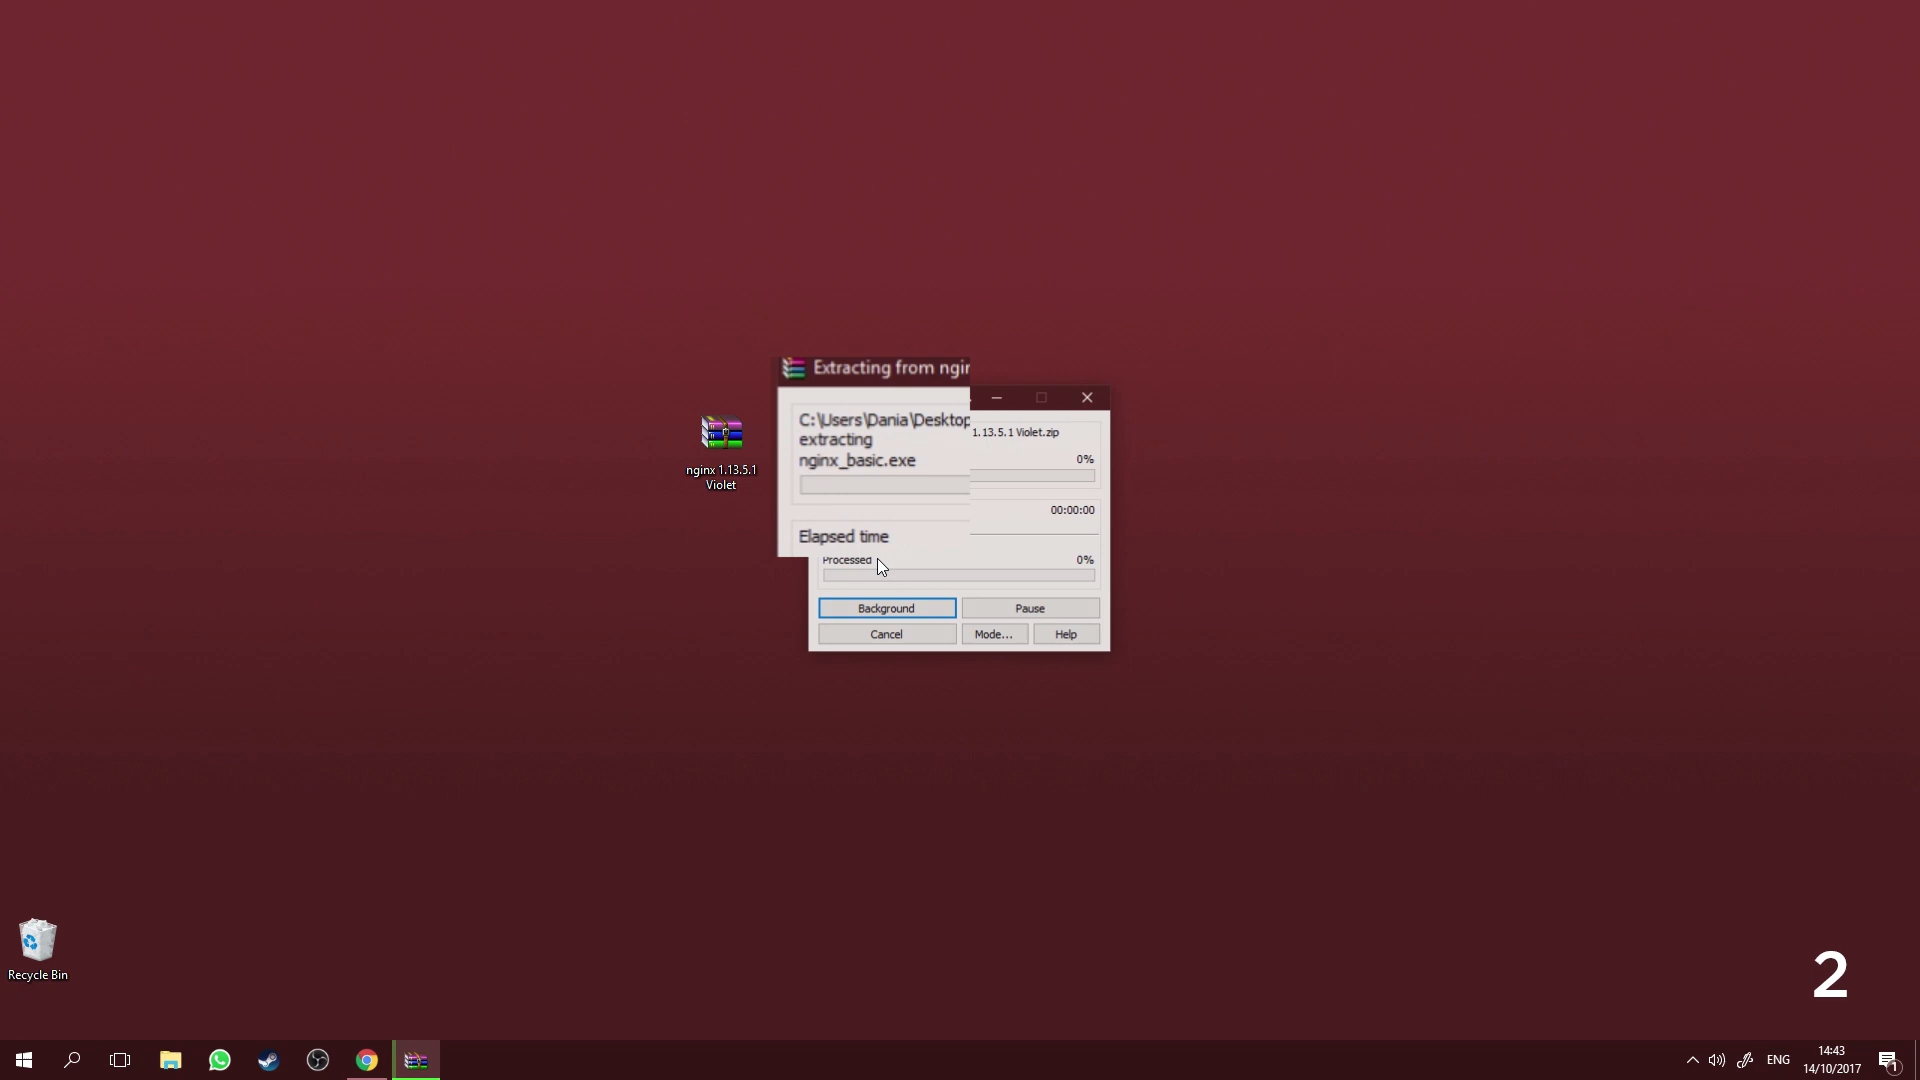 Extracting from ngin
C:\Users\Dania\Desktop
1.13.5.1 Violet.zip
extracting
nginx_basic.exe
0%
00:00:00
Elapsed time
Processed
0%
Background
Pause
Cancel
Mode...
Help
nginx 1.13.5.1
Violet
Recycle Bin
2
ENG
14:43
14/10/2017
1